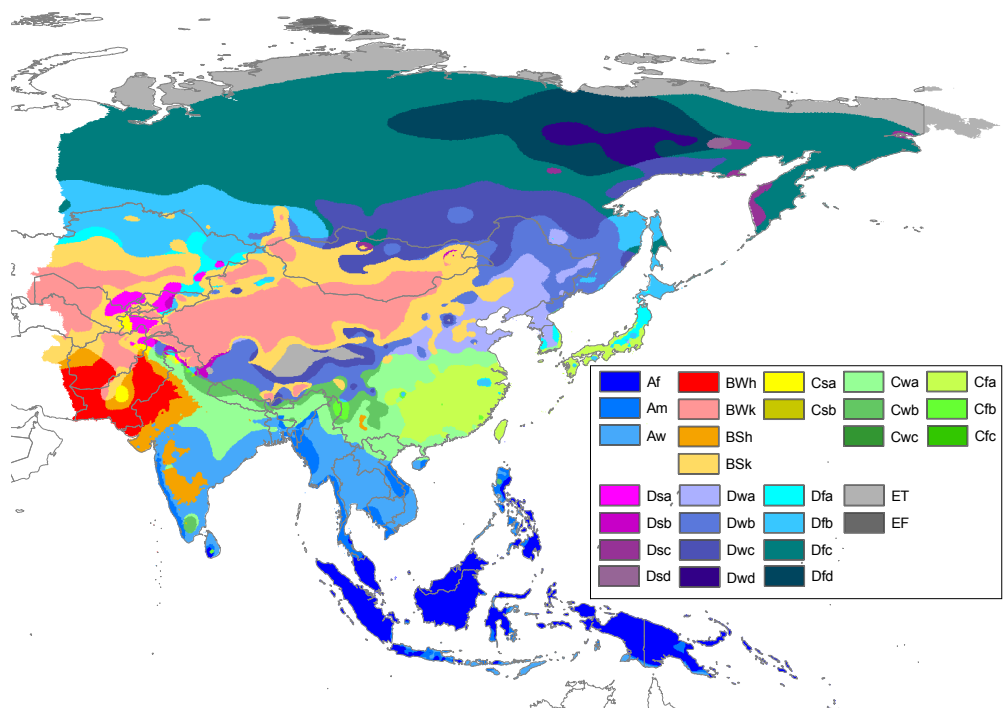 Af BWh Csa Cwa Cfa
Am BWk Csb Cwb Cfb
Aw BSh Cwc Cfc
BSk
Dsa Dwa Dfa ET
Dsb Dwb Dfb EF
Dsc Dwc Dfc
Dsd Dwd Dfd